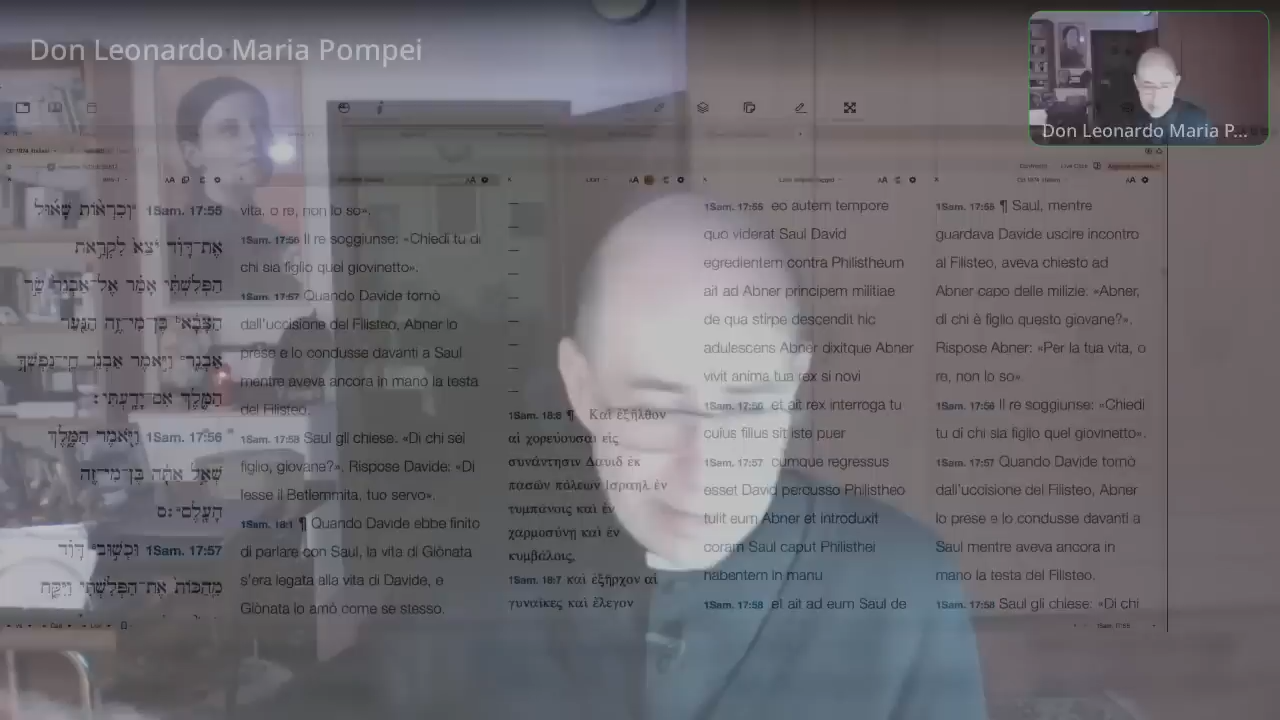 Don Leonardo Maria Pompei
Don Leonardo Maria P...
1Sam. 17:55 וְכִרְא֨וֹת שָׁא֜וּל
אֶת־דָּוִ֗ד יֹצֵא֙ לִקְרַ֣את
הַפְּלִשְׁתִּ֔י אָמַ֗ר אֶל־אַבְנֵר֙ שַׂ֣ר
הַצָּבָ֔א בֶּן־מִי־זֶ֥ה הַנַּ֖עַר
אַבְנֵ֑ר וַיֹּ֣אמֶר אַבְנֵ֔ר חֵֽי־נַפְשְׁךָ֥
הַמֶּ֖לֶךְ אִם־יָדָֽעְתִּי׃
1Sam. 17:56 וַיֹּ֖אמֶר הַמֶּ֑לֶךְ
שְׁאַ֣ל אַתָּ֔ה בֶּן־מִי־זֶ֖ה
הָעָֽלֶם׃ ס
1Sam. 17:57 וּכְשׁ֣וּב דָּוִ֗ד
מֵֽהַכּוֹת֙ אֶת־הַפְּלִשְׁתִּ֔י וַיִּקַּ֤ח
vita, o re, non lo so».
1Sam. 17:56 Il re soggiunse: «Chiedi tu di
chi sia figlio quel giovinetto».
1Sam. 17:57 Quando Davide tornò
dall'uccisione del Filisteo, Abner lo
prese e lo condusse davanti a Saul
mentre aveva ancora in mano la testa
del Filisteo.
1Sam. 17:58 Saul gli chiese: «Di chi sei
figlio, giovane?». Rispose Davide: «Di
Iesse il Betlemmita, tuo servo».
1Sam. 18:1 ¶ Quando Davide ebbe finito
di parlare con Saul, la vita di Giònata
s'era legata alla vita di Davide, e
Giònata lo amò come se stesso.
1Sam. 18:6 ¶ Καὶ ἐξῆλθον
αἱ χορεύουσαι εἰς
συνάντησιν Δαυιδ ἐκ
πασῶν πόλεων Ισραηλ ἐν
τυμπάνοις καὶ ἐν
χαρμοσύνῃ καὶ ἐν
κυμβάλοις,
1Sam. 18:7 καὶ ἐξῆρχον αἱ
γυναῖκες καὶ ἔλεγον
1Sam. 17:55 eo autem tempore
quo viderat Saul David
egredientem contra Philistheum
ait ad Abner principem militiae
de qua stirpe descendit hic
adulescens Abner dixitque Abner
vivit anima tua rex si novi
1Sam. 17:56 et ait rex interroga tu
cuius filius sit iste puer
1Sam. 17:57 cumque regressus
esset David percusso Philistheo
tulit eum Abner et introduxit
coram Saul caput Philisthei
habentem in manu
1Sam. 17:58 et ait ad eum Saul de
1Sam. 17:55 ¶ Saul, mentre
guardava Davide uscire incontro
al Filisteo, aveva chiesto ad
Abner capo delle milizie: «Abner,
di chi è figlio questo giovane?».
Rispose Abner: «Per la tua vita, o
re, non lo so».
1Sam. 17:56 Il re soggiunse: «Chiedi
tu di chi sia figlio quel giovinetto».
1Sam. 17:57 Quando Davide tornò
dall'uccisione del Filisteo, Abner
lo prese e lo condusse davanti a
Saul mentre aveva ancora in
mano la testa del Filisteo.
1Sam. 17:58 Saul gli chiese: «Di chi